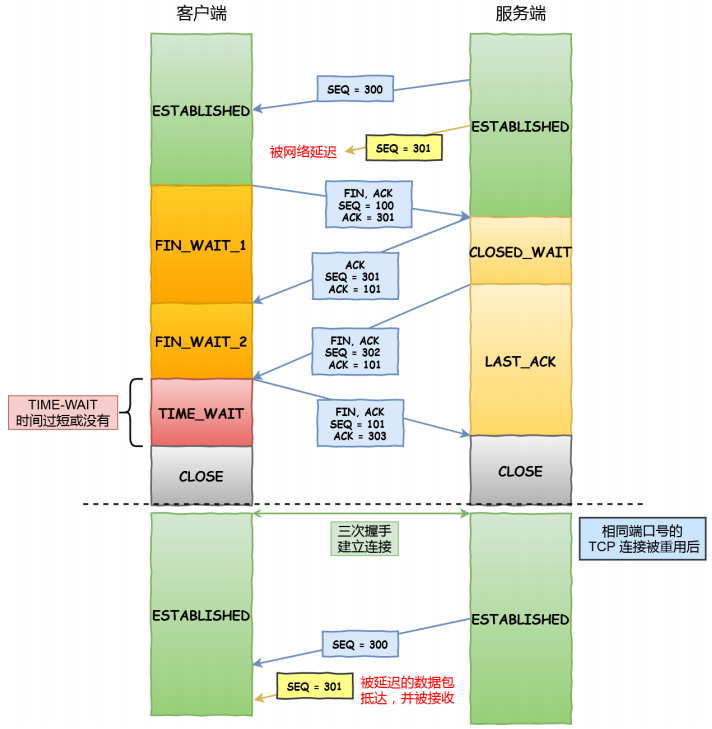 客户端
服务端
ESTABLISHED
SEQ = 300
ESTABLISHED
SEQ = 301
被网络延迟
FIN, ACK
SEQ = 100
ACK = 301
FIN_WAIT_1
CLOSED_WAIT
ACK
SEQ = 301
ACK = 101
FIN_WAIT_2
FIN, ACK
SEQ = 302
ACK = 101
LAST_ACK
TIME-WAIT
时间过短或没有
TIME_WAIT
FIN, ACK
SEQ = 101
ACK = 303
CLOSE
CLOSE
三次握手
建立连接
相同端口号的
TCP 连接被重用后
ESTABLISHED
ESTABLISHED
SEQ = 300
SEQ = 301
被延迟的数据包
抵达，并被接收